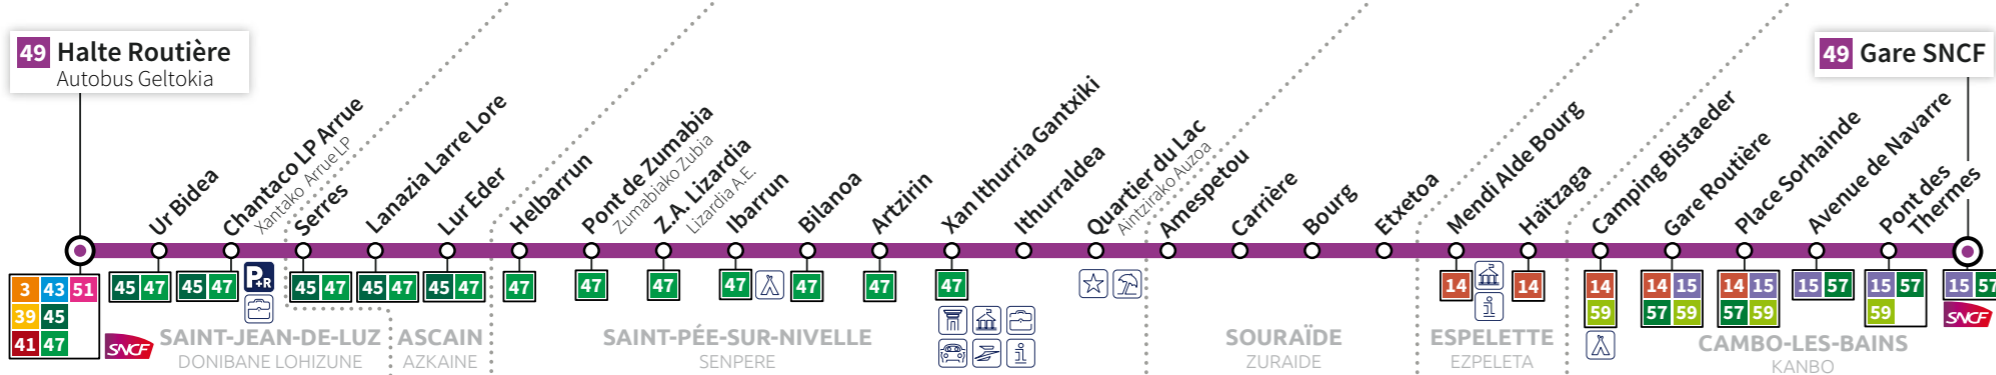 49 Halte Routière
Autobus Geltokia
Ur Bidea
Chantaco LP Arrue
Xantako Arrue LP
Serres
Lanazia Larre Lore
Lur Eder
Helbarrun
Pont de Zumabia
Zumabiako Zubia
Z.A. Lizardia
Lizardia A.E.
Ibarrun
Bilanoa
Artzirin
Xan Ithurria Gantxiki
Ithurraldea
Quartier du Lac
Aintzirako Auzoa
Amespetou
Carrière
Bourg
Etxetoa
Mendi Alde Bourg
Haïtzaga
Camping Bistaeder
Gare Routière
Place Sorhainde
Avenue de Navarre
Pont des
Thermes
49 Gare SNCF
3 43 51
39 45
41 47
SNCF
45 47
45 47
P+R
45 47
45 47
45 47
47
47
47
47
47
47
47
i
14
i
14
14
59
14 15
57 59
14 15
57 59
15 57
15 57
59
15 57
SNCF
SAINT-JEAN-DE-LUZ
DONIBANE LOHIZUNE
ASCAIN
AZKAINE
SAINT-PÉE-SUR-NIVELLE
SENPERE
SOURAÏDE
ZURAIDE
ESPELETTE
EZPELETA
CAMBO-LES-BAINS
KANBO